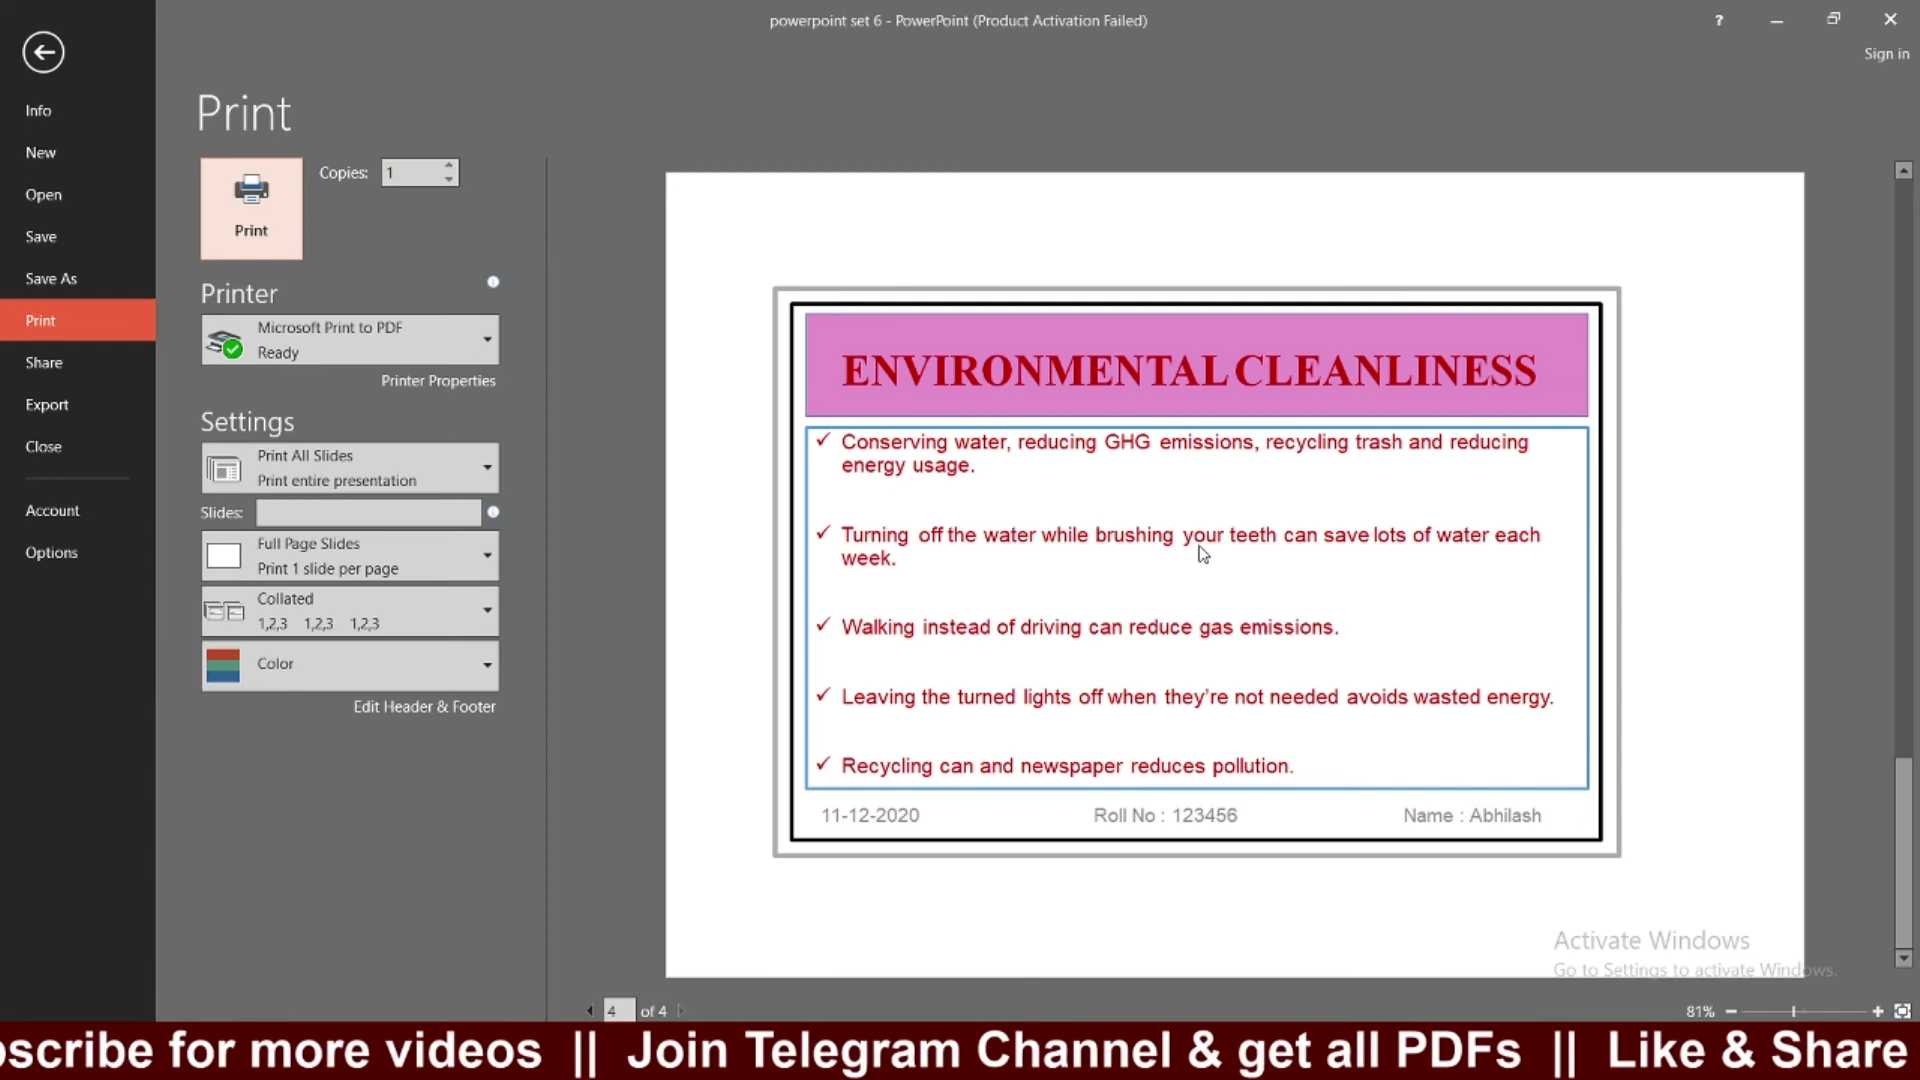 powerpoint set 6 - PowerPoint (Product Activation Failed)
?
Sign in
Info
New
Open
Save
Save As
Print
Share
Export
Close
Account
Options
Print
Print
Copies: 1
Printer
Microsoft Print to PDF
Ready
Printer Properties
Settings
Print All Slides
Print entire presentation
Slides:
Full Page Slides
Print 1 slide per page
Collated
1,2,3 1,2,3 1,2,3
Color
Edit Header & Footer
ENVIRONMENTAL CLEANLINESS
✓ Conserving water, reducing GHG emissions, recycling trash and reducing
energy usage.
✓ Turning off the water while brushing your teeth can save lots of water each
week.
✓ Walking instead of driving can reduce gas emissions.
✓ Leaving the turned lights off when they're not needed avoids wasted energy.
✓ Recycling can and newspaper reduces pollution.
11-12-2020 Roll No : 123456 Name : Abhilash
Activate Windows
Go to Settings to activate Windows.
4 of 4
81%
bscribe for more videos || Join Telegram Channel & get all PDFs || Like & Share